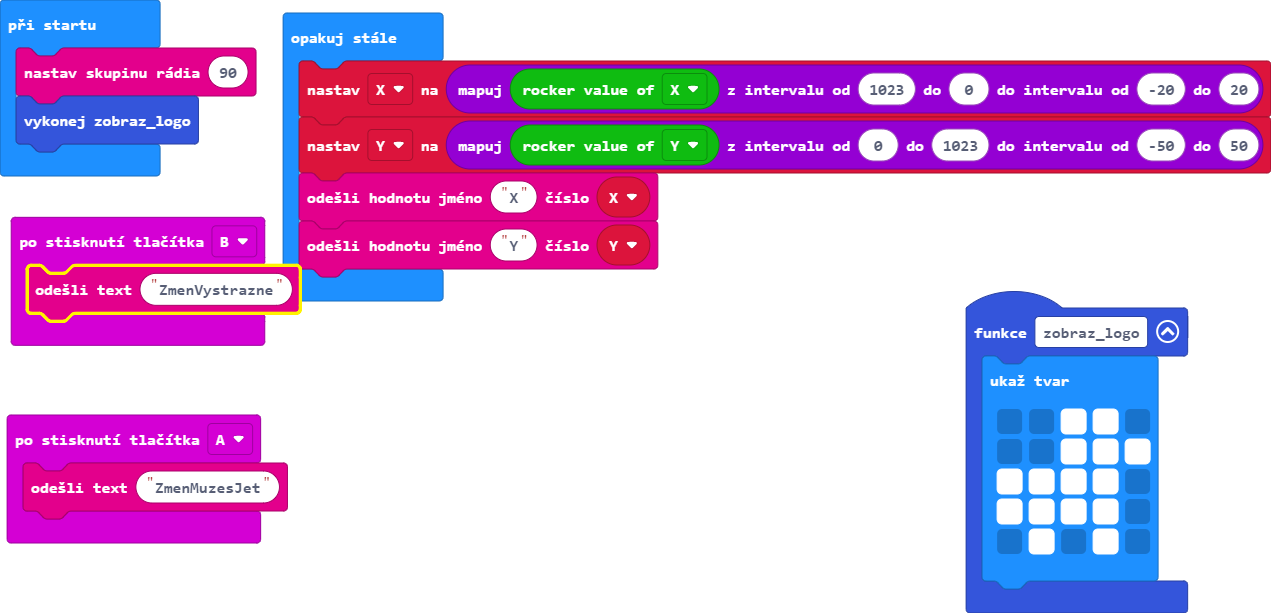 při startu
nastav skupinu rádia 90
vykonej zobraz_logo
opakuj stále
nastav X na mapuj rocker value of X z intervalu od 1023 do 0 do intervalu od -20 do 20
nastav Y na mapuj rocker value of Y z intervalu od 0 do 1023 do intervalu od -50 do 50
odešli hodnotu jméno "X" číslo X
odešli hodnotu jméno "Y" číslo Y
po stisknutí tlačítka B
odešli text "ZmenVystrazne"
po stisknutí tlačítka A
odešli text "ZmenMuzesJet"
funkce zobraz_logo
ukaž tvar